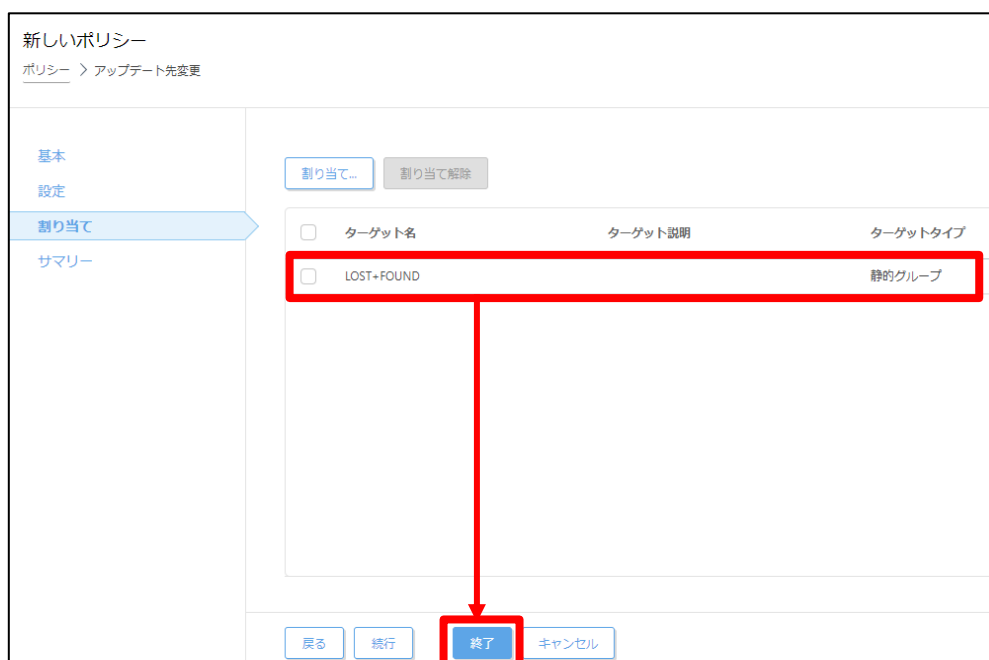 新しいポリシー
ポリシー > アップデート先変更
基本
設定
割り当て
サマリー
割り当て... 割り当て解除
ターゲット名 ターゲット説明 ターゲットタイプ
LOST+FOUND 静的グループ
戻る 続行 終了 キャンセル